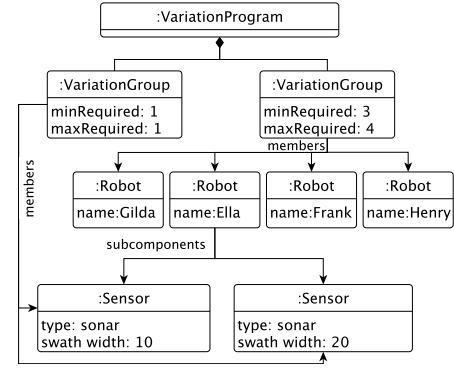 :VariationProgram
:VariationGroup
minRequired: 1
maxRequired: 1
:VariationGroup
minRequired: 3
maxRequired: 4
members
members
:Robot
name:Gilda
:Robot
name:Ella
:Robot
name:Frank
:Robot
name:Henry
subcomponents
:Sensor
type: sonar
swath width: 10
:Sensor
type: sonar
swath width: 20